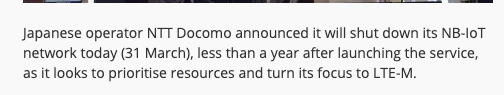 Japanese operator NTT Docomo announced it will shut down its NB-IoT
network today (31 March), less than a year after launching the service,
as it looks to prioritise resources and turn its focus to LTE-M.